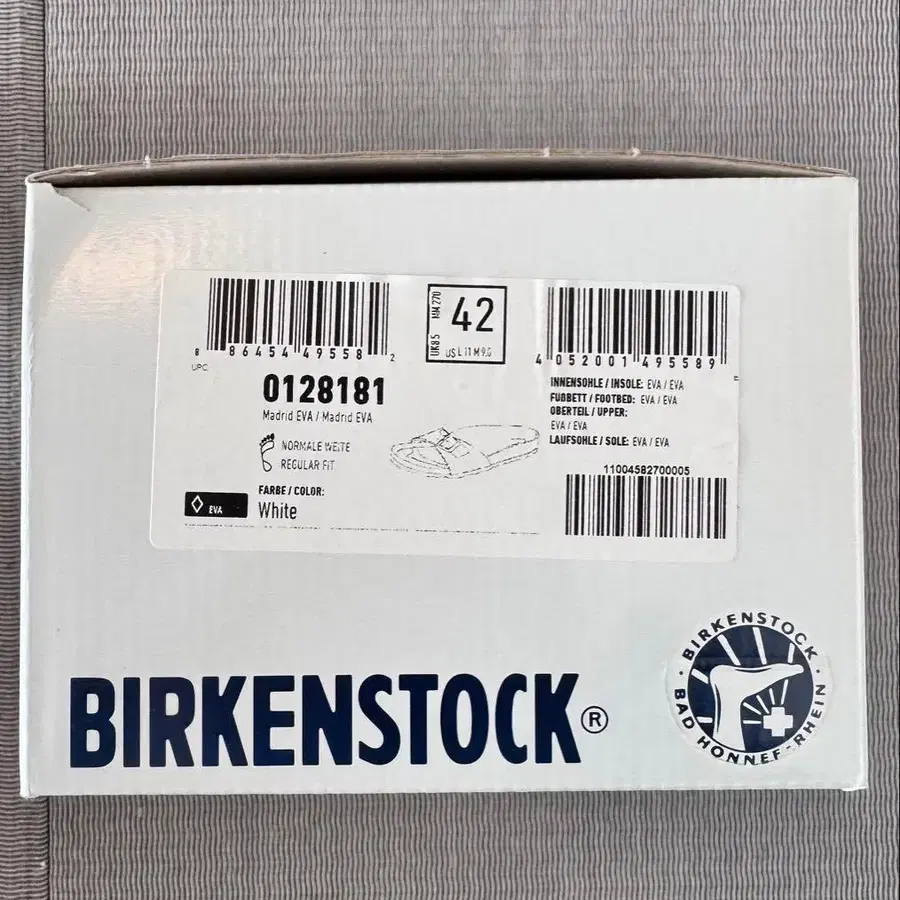 8 86454 49558 2
UPC
0128181
Madrid EVA / Madrid EVA
NORMALE WEITE
REGULAR FIT
FARBE / COLOR:
White
EVA
UK 8.5
MM 270
42
US L 11 M 9.0
4 052001 495589
INNENSOHLE / INSOLE: EVA / EVA
FUßBETT / FOOTBED: EVA / EVA
OBERTEIL / UPPER:
EVA / EVA
LAUFSOHLE / SOLE: EVA / EVA
11004582700005
BIRKENSTOCK®
· BIRKENSTOCK ·
BAD HONNEF-RHEIN